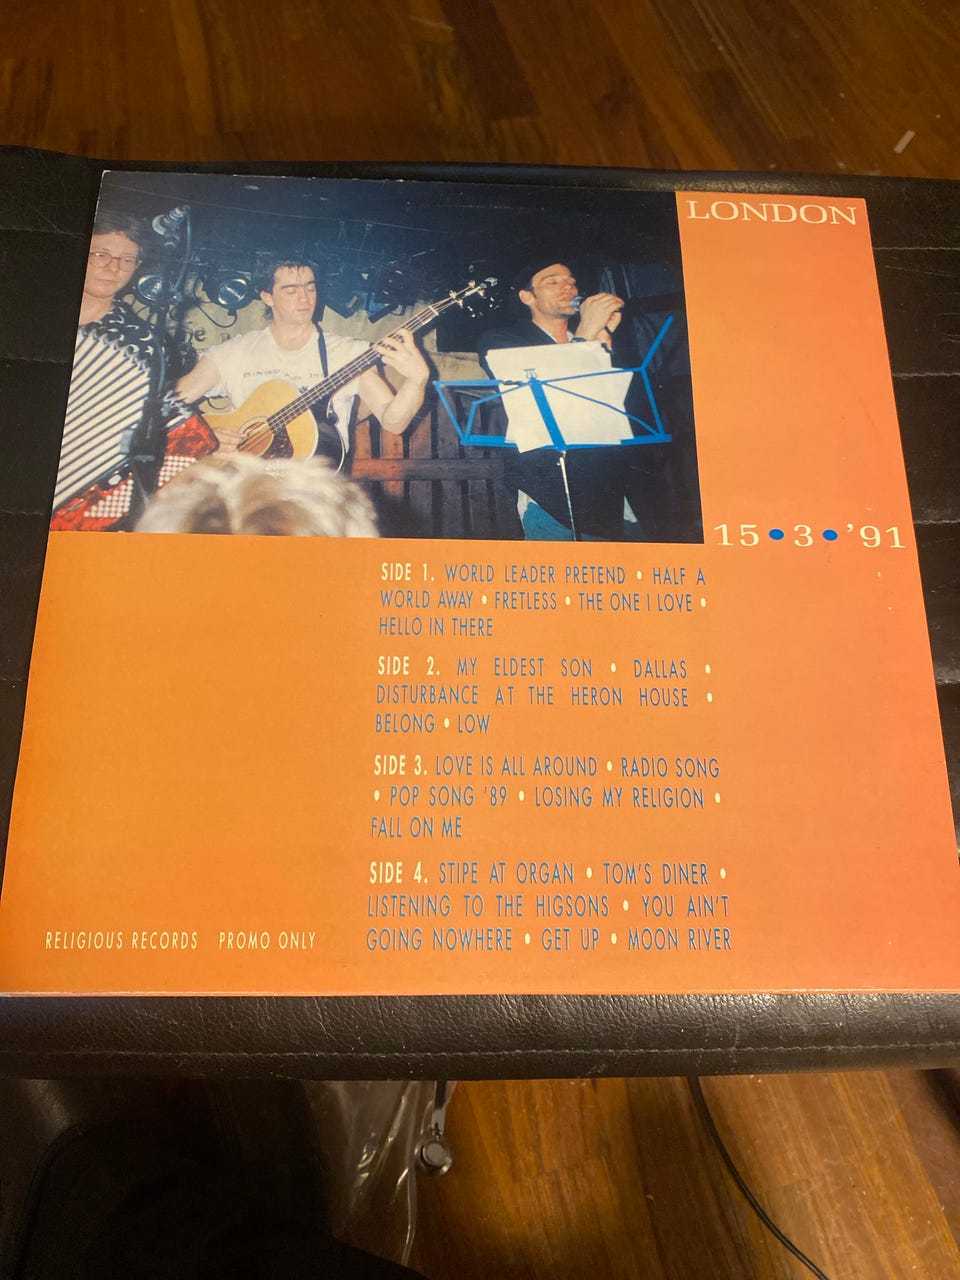 LONDON
15•3•'91
SIDE 1. WORLD LEADER PRETEND • HALF A
WORLD AWAY • FRETLESS • THE ONE I LOVE •
HELLO IN THERE
SIDE 2. MY ELDEST SON • DALLAS •
DISTURBANCE AT THE HERON HOUSE •
BELONG • LOW
SIDE 3. LOVE IS ALL AROUND • RADIO SONG
• POP SONG '89 • LOSING MY RELIGION •
FALL ON ME
SIDE 4. STIPE AT ORGAN • TOM'S DINER •
LISTENING TO THE HIGSONS • YOU AIN'T
GOING NOWHERE • GET UP • MOON RIVER
RELIGIOUS RECORDS PROMO ONLY